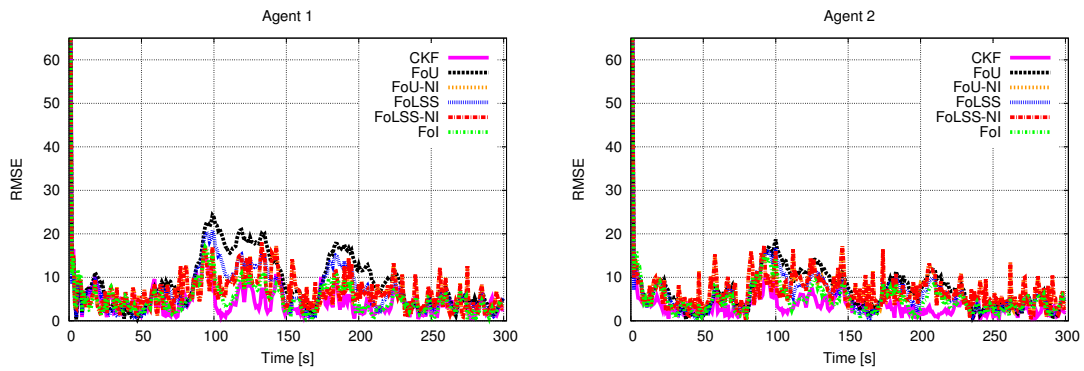 Agent 1
RMSE
60
50
40
30
20
10
0
0 50 100 150 200 250 300
Time [s]
CKF
FoU
FoU-NI
FoLSS
FoLSS-NI
FoI
Agent 2
RMSE
60
50
40
30
20
10
0
0 50 100 150 200 250 300
Time [s]
CKF
FoU
FoU-NI
FoLSS
FoLSS-NI
FoI